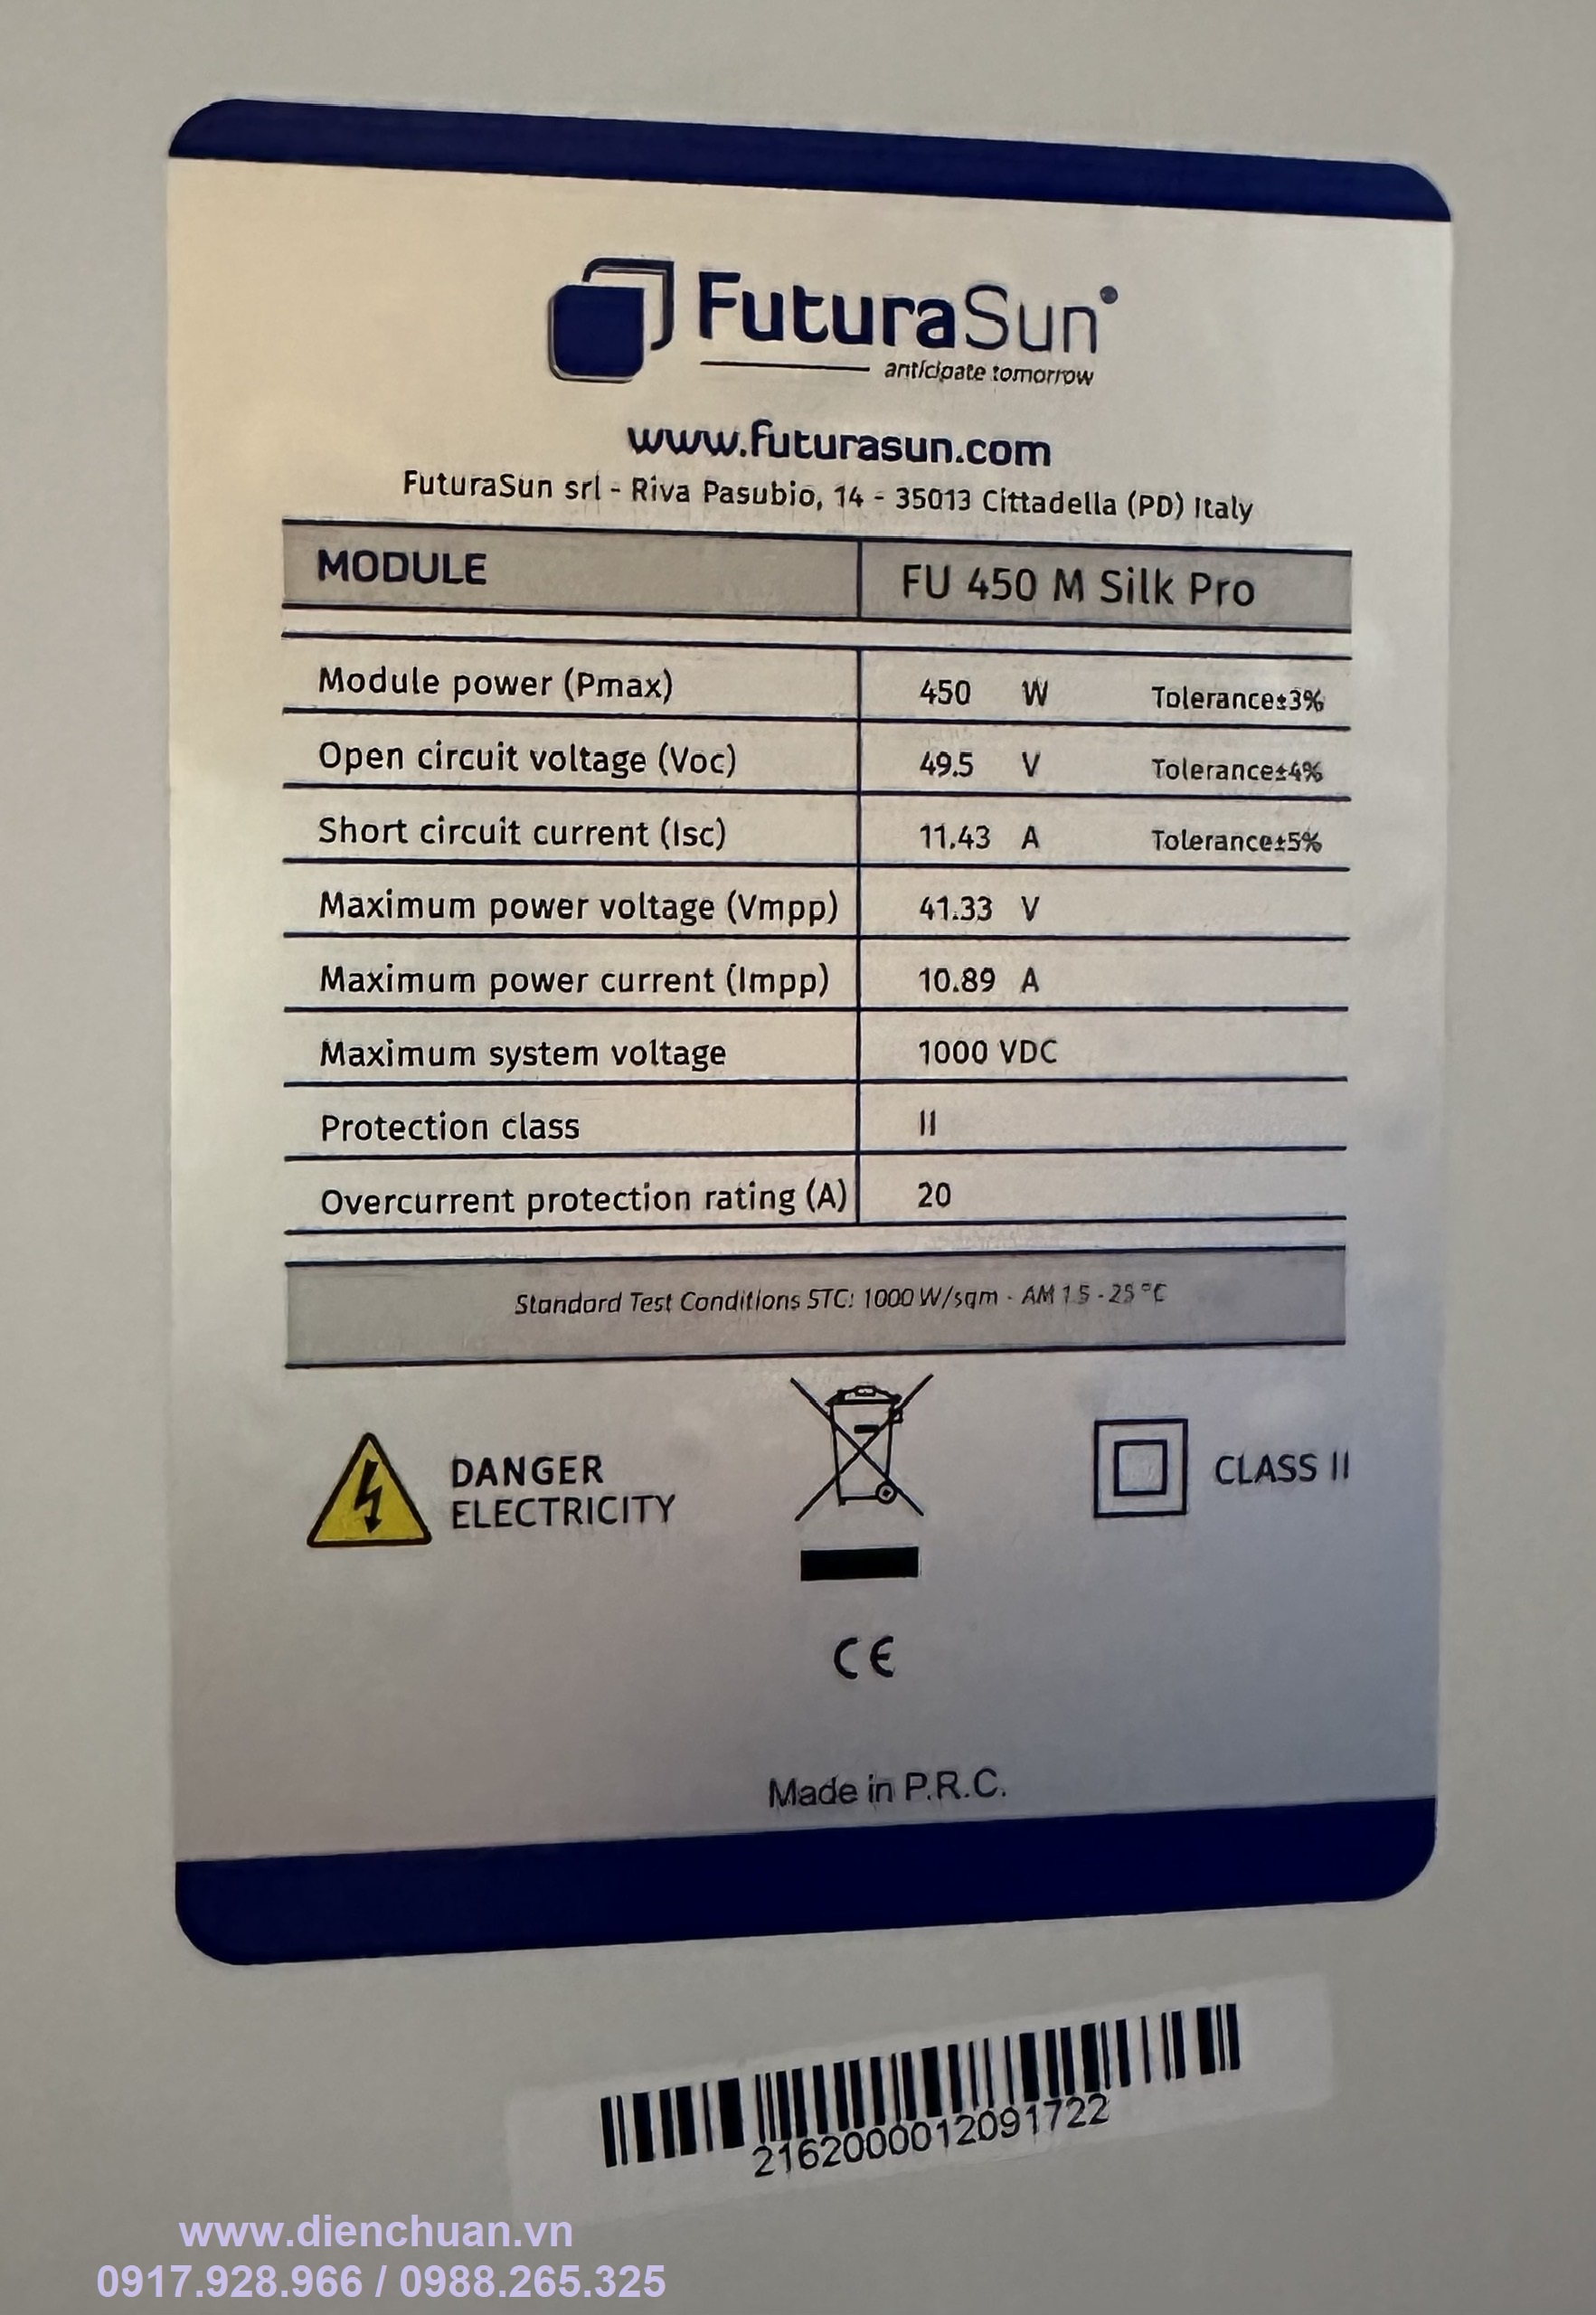 FuturaSun
anticipate tomorrow
www.futurasun.com
FuturaSun srl - Riva Pasubio, 14 - 35013 Cittadella (PD) Italy
MODULE FU 450 M Silk Pro
Module power (Pmax) 450 W Tolerance±3%
Open circuit voltage (Voc) 49.5 V Tolerance±4%
Short circuit current (Isc) 11.43 A Tolerance±5%
Maximum power voltage (Vmpp) 41.33 V
Maximum power current (Impp) 10.89 A
Maximum system voltage 1000 VDC
Protection class II
Overcurrent protection rating (A) 20
Standard Test Conditions STC: 1000 W/sqm - AM 1.5 - 25 °C
DANGER
ELECTRICITY
CLASS II
CE
Made in P.R.C.
2162000012091722
www.dienchuan.vn
0917.928.966 / 0988.265.325